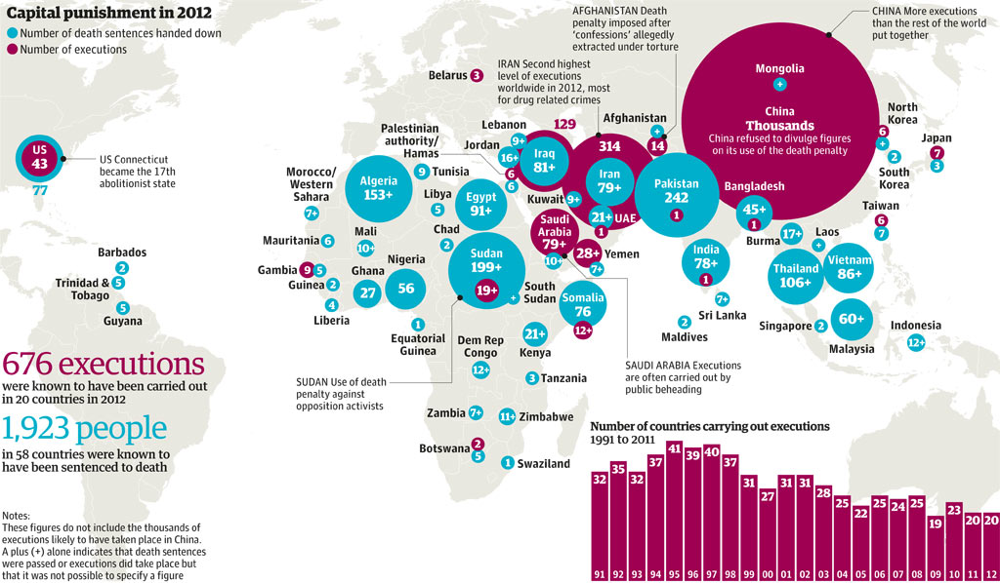 Capital punishment in 2012
Number of death sentences handed down
Number of executions
US
43
77
US Connecticut
became the 17th
abolitionist state
Barbados
2
Trinidad &
Tobago
5
Guyana
5
676 executions
were known to have been carried out
in 20 countries in 2012
1,923 people
in 58 countries were known to
have been sentenced to death
Notes:
These figures do not include the thousands of
executions likely to have taken place in China.
A plus (+) alone indicates that death sentences
were passed or executions did take place but
that it was not possible to specify a figure
AFGHANISTAN Death
penalty imposed after
‘confessions’ allegedly
extracted under torture
CHINA More executions
than the rest of the world
put together
IRAN Second highest
level of executions
worldwide in 2012, most
for drug related crimes
Belarus
3
Mongolia
+
China
Thousands
China refused to divulge figures
on its use of the death penalty
North
Korea
6
+
Japan
7
3
2
South
Korea
Taiwan
6
7
Palestinian
authority/
Hamas
6
6
Lebanon
9+
Jordan
16+
129
Iraq
81+
314
Iran
79+
Afghanistan
+
14
Pakistan
242
1
Bangladesh
45+
1
Kuwait
9+
21+
UAE
1
Saudi
Arabia
79+
10+
28+
Yemen
7+
India
78+
1
Burma
17+
Laos
+
Thailand
106+
Vietnam
86+
Sri Lanka
7+
Maldives
2
Singapore
2
60+
Malaysia
Indonesia
12+
Morocco/
Western
Sahara
7+
Algeria
153+
9
Tunisia
Libya
5
Egypt
91+
Mauritania
6
Mali
10+
Chad
2
Sudan
199+
19+
+
South
Sudan
Gambia
9
5
Guinea
2
Ghana
27
Nigeria
56
Somalia
76
12+
4
Liberia
1
Equatorial
Guinea
21+
Kenya
Dem Rep
Congo
12+
3
Tanzania
Zambia
7+
11+
Zimbabwe
Botswana
2
5
1
Swaziland
SUDAN Use of death
penalty against
opposition activists
SAUDI ARABIA Executions
are often carried out by
public beheading
Number of countries carrying out executions
1991 to 2011
32 35 32 37 41 39 40 37 31 27 31 31 28 25 22 25 24 25 19 23 20 20
91 92 93 94 95 96 97 98 99 00 01 02 03 04 05 06 07 08 09 10 11 12